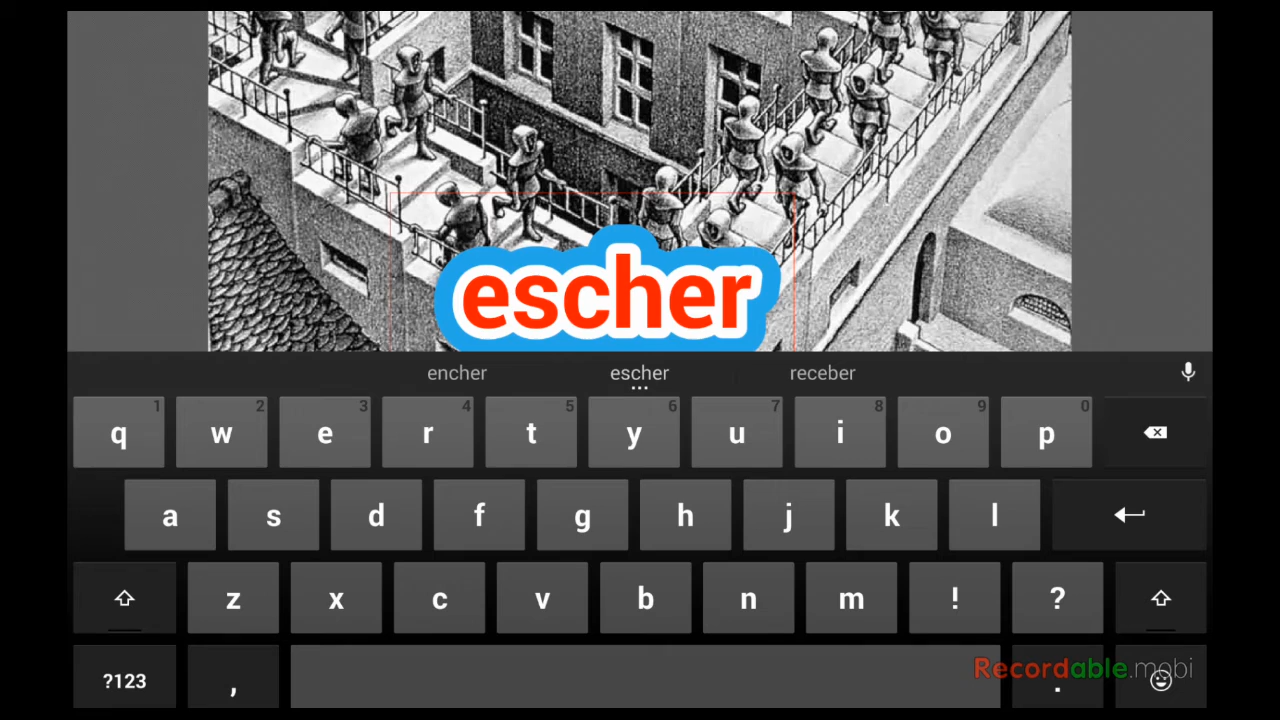 escher
encher escher ... receber
1 2 3 4 5 6 7 8 9 0
q w e r t y u i o p
a s d f g h j k l
z x c v b n m ! ?
?123 , .
Recordable.mobi